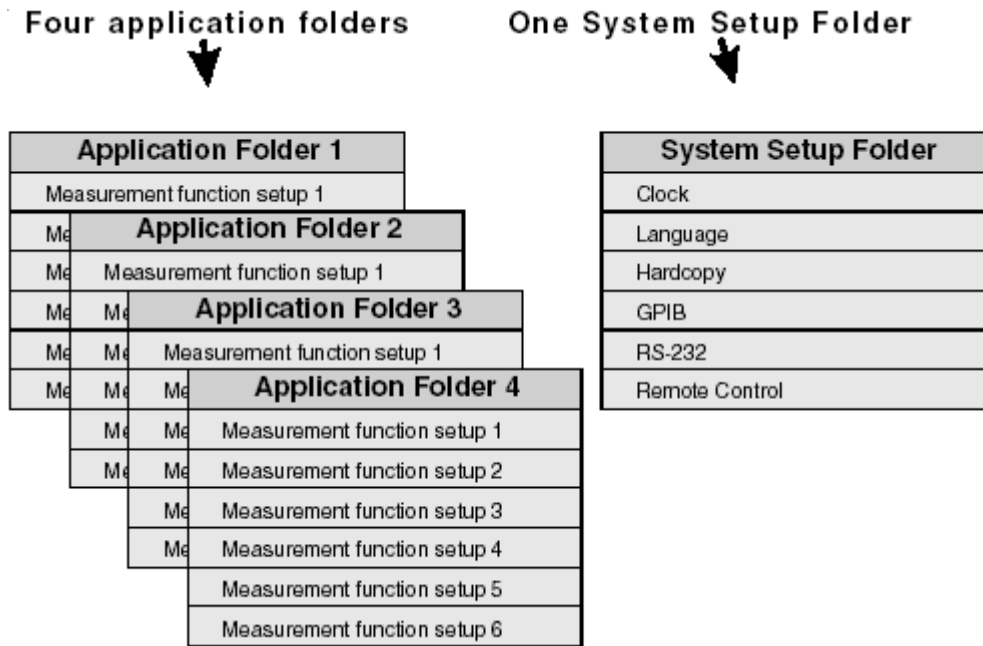 Four application folders
One System Setup Folder
Application Folder 1
Measurement function setup 1
Application Folder 2
Measurement function setup 1
Application Folder 3
Measurement function setup 1
Application Folder 4
Measurement function setup 1
Measurement function setup 2
Measurement function setup 3
Measurement function setup 4
Measurement function setup 5
Measurement function setup 6
System Setup Folder
Clock
Language
Hardcopy
GPIB
RS-232
Remote Control